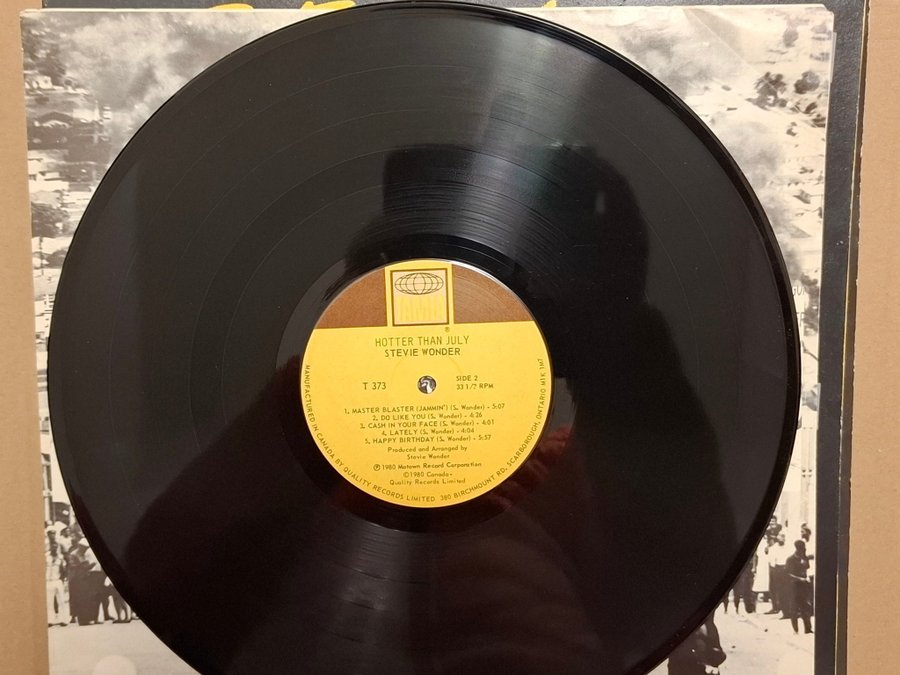 HOTTER THAN JULY
STEVIE WONDER
T 373
SIDE 2
33 1/2 RPM
1. MASTER BLASTER (JAMMIN') (S. Wonder) - 5:07
2. DO LIKE YOU (S. Wonder) - 4:26
3. CASH IN YOUR FACE (S. Wonder) - 4:01
4. LATELY (S. Wonder) - 4:04
5. HAPPY BIRTHDAY (S. Wonder) - 5:57
Produced and Arranged by
Stevie Wonder
℗ 1980 Motown Record Corporation
©1980 Canada -
Quality Records Limited
MANUFACTURED IN CANADA BY QUALITY RECORDS LIMITED. 380 BIRCHMOUNT RD, SCARBOROUGH, ONTARIO M1K 1M7